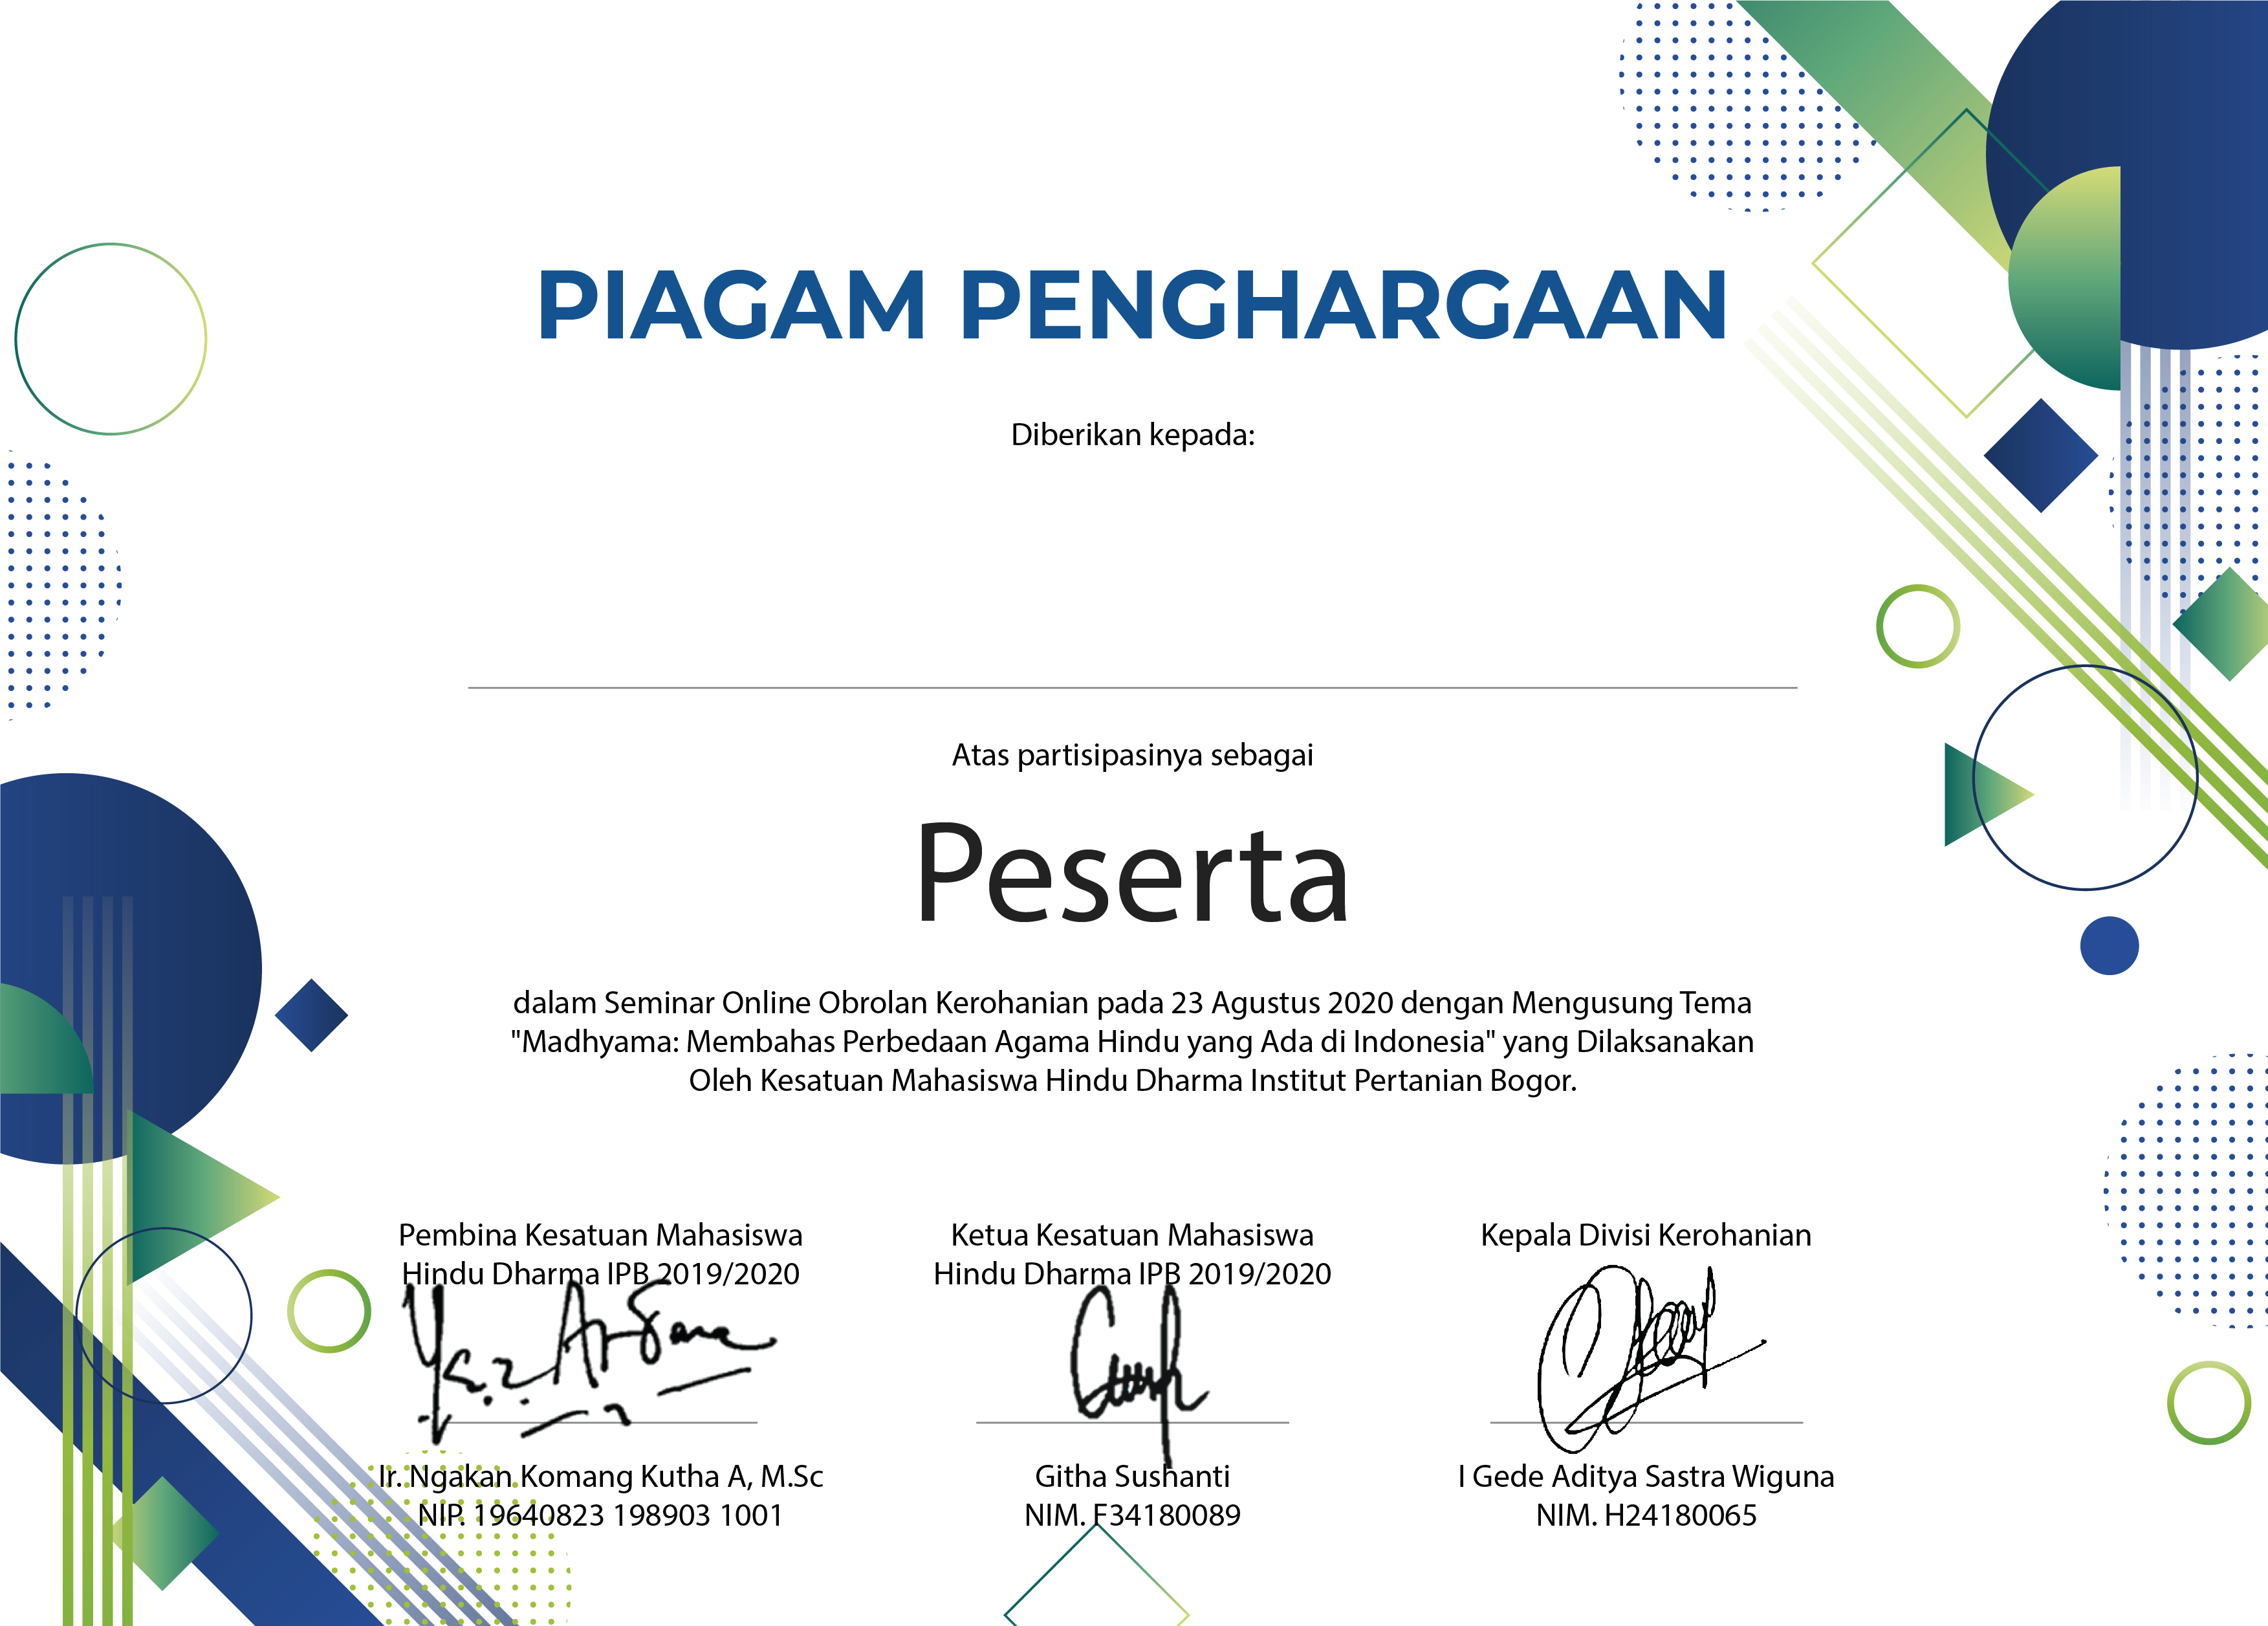 PIAGAM PENGHARGAAN
Diberikan kepada:
Atas partisipasinya sebagai
Peserta
dalam Seminar Online Obrolan Kerohanian pada 23 Agustus 2020 dengan Mengusung Tema
"Madhyama: Membahas Perbedaan Agama Hindu yang Ada di Indonesia" yang Dilaksanakan
Oleh Kesatuan Mahasiswa Hindu Dharma Institut Pertanian Bogor.
Pembina Kesatuan Mahasiswa
Hindu Dharma IPB 2019/2020
Ir. Ngakan Komang Kutha A, M.Sc
NIP. 19640823 198903 1001
Ketua Kesatuan Mahasiswa
Hindu Dharma IPB 2019/2020
Githa Sushanti
NIM. F34180089
Kepala Divisi Kerohanian
I Gede Aditya Sastra Wiguna
NIM. H24180065